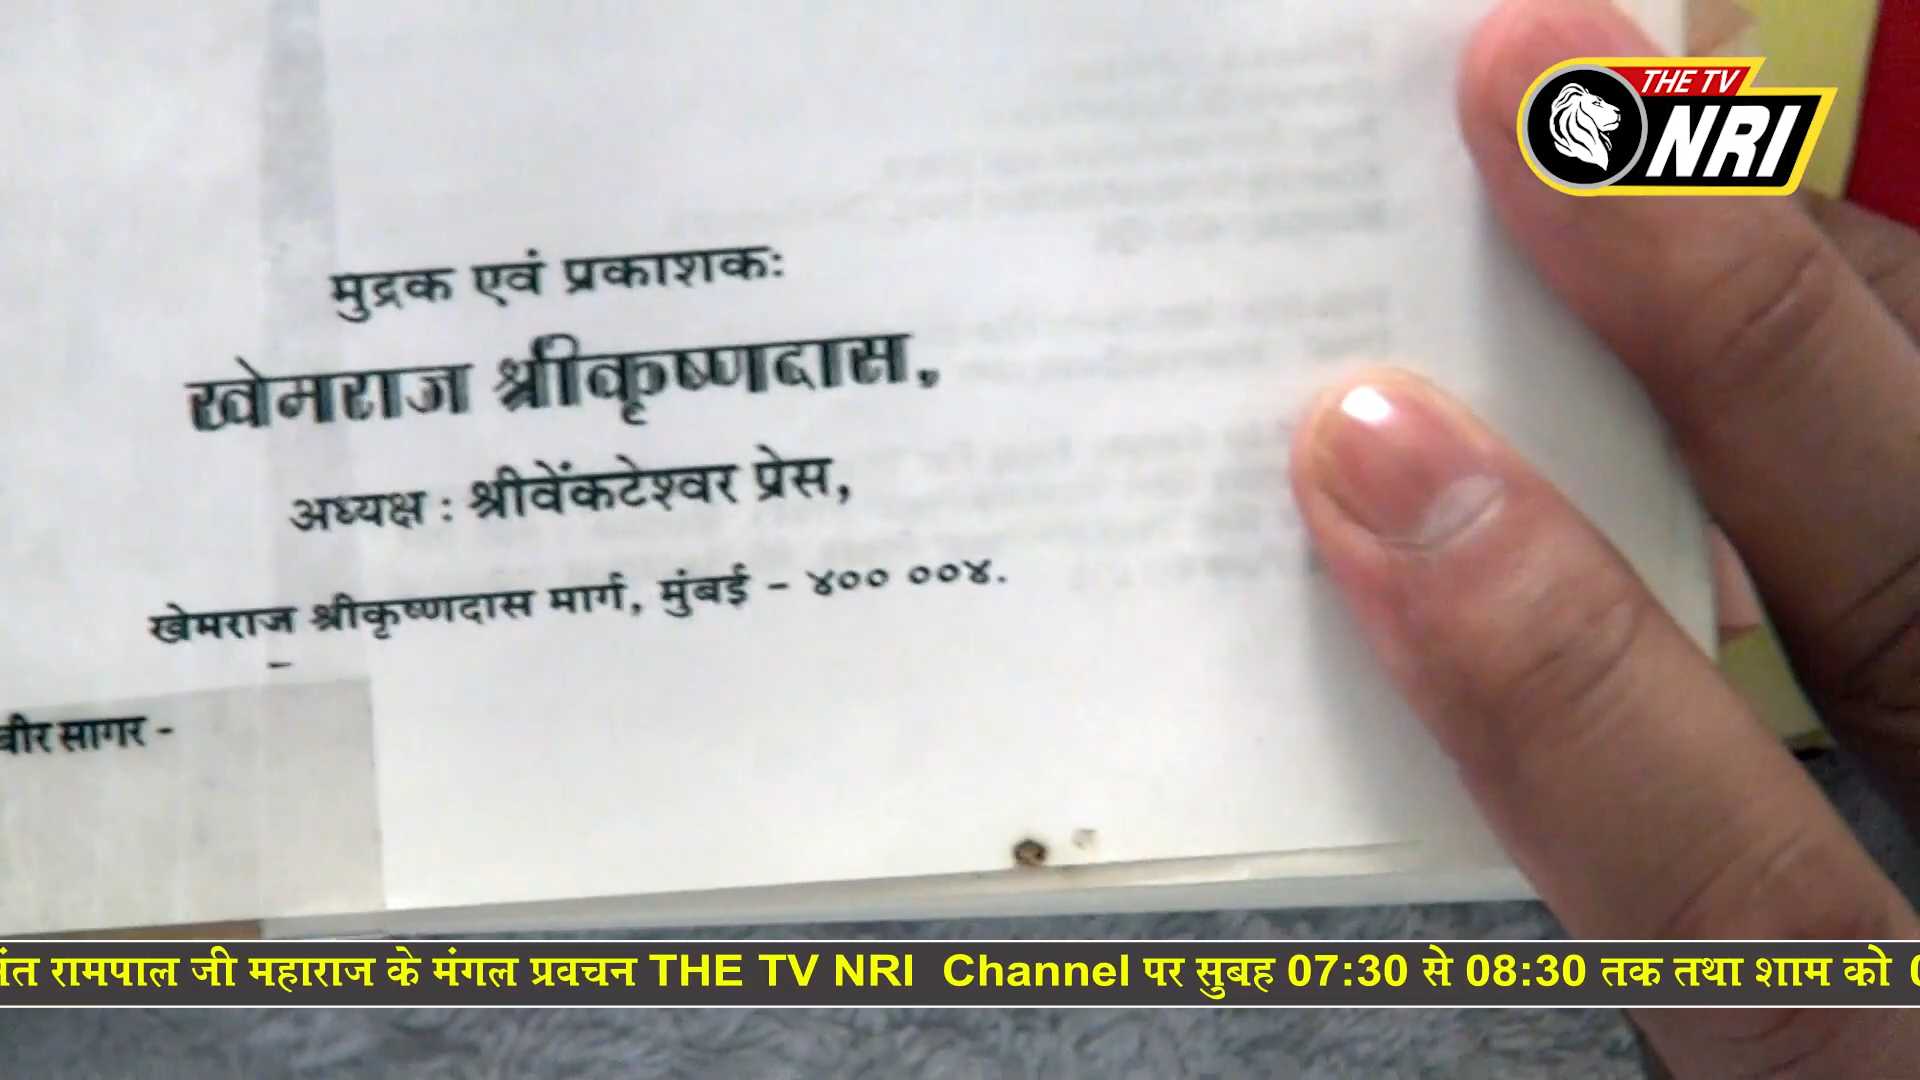 THE TV
NRI
मुद्रक एवं प्रकाशक:
खेमराज श्रीकृष्णदास,
अध्यक्ष : श्रीवेंकटेश्वर प्रेस,
खेमराज श्रीकृष्णदास मार्ग, मुंबई - ४०० ००४.
सागर -
रामपाल जी महाराज के मंगल प्रवचन THE TV NRI Channel पर सुबह 07:30 से 08:30 तक तथा शाम को